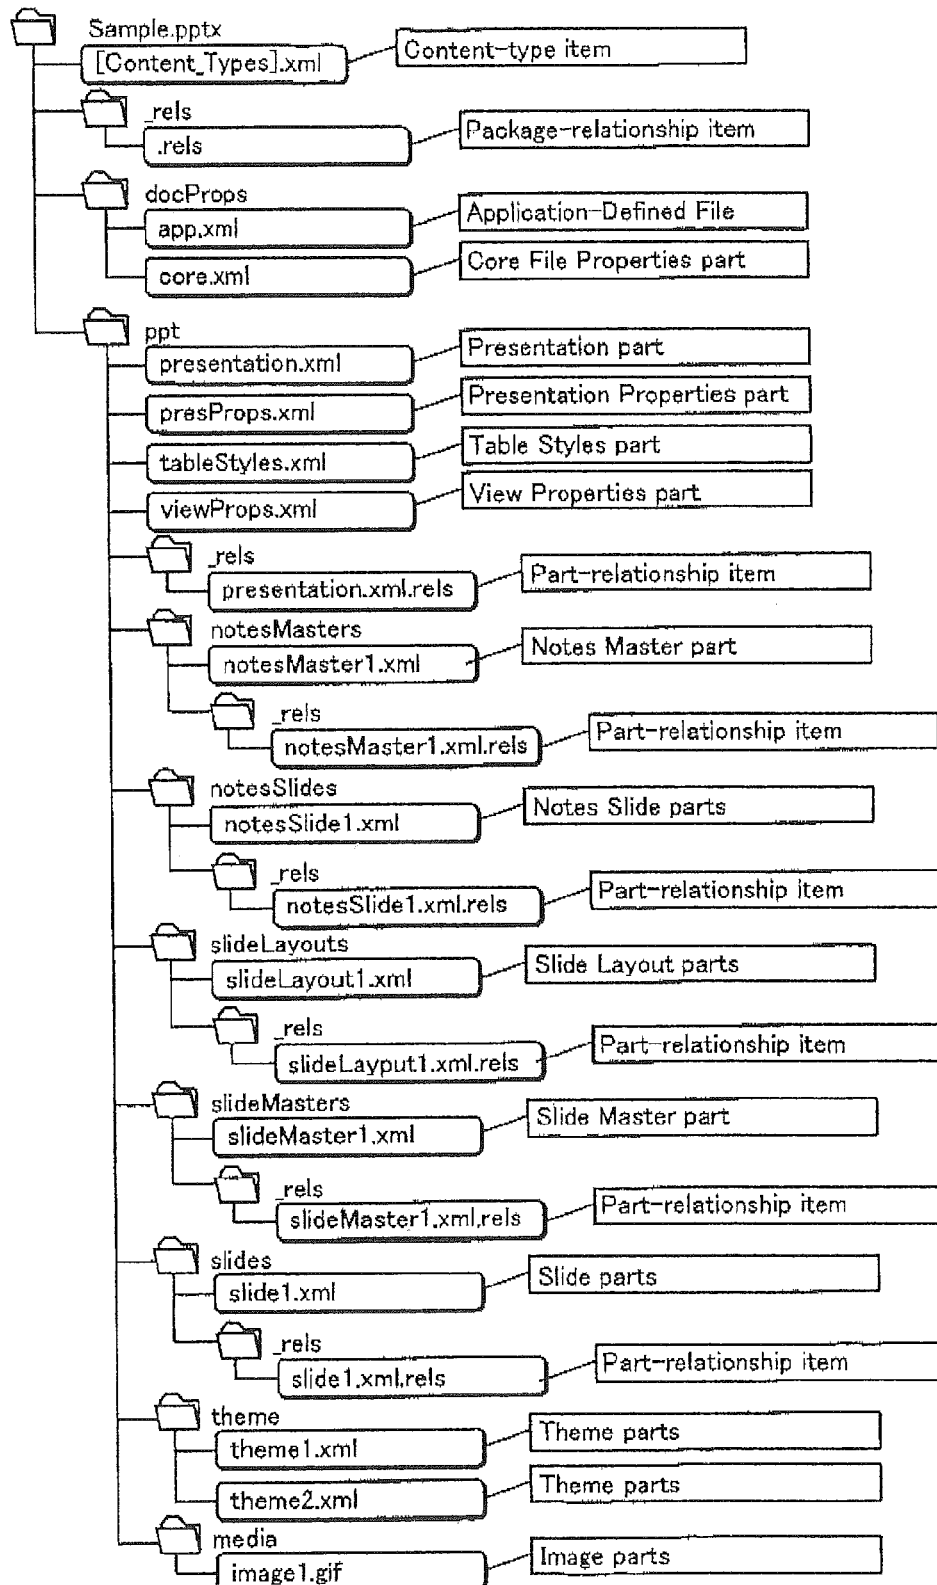 Sample.pptx
[Content_Types].xml
Content-type item
_rels
.rels
Package-relationship item
docProps
app.xml
Application-Defined File
core.xml
Core File Properties part
ppt
presentation.xml
Presentation part
presProps.xml
Presentation Properties part
tableStyles.xml
Table Styles part
viewProps.xml
View Properties part
_rels
presentation.xml.rels
Part-relationship item
notesMasters
notesMaster1.xml
Notes Master part
_rels
notesMaster1.xml.rels
Part-relationship item
notesSlides
notesSlide1.xml
Notes Slide parts
_rels
notesSlide1.xml.rels
Part-relationship item
slideLayouts
slideLayout1.xml
Slide Layout parts
_rels
slideLayput1.xml.rels
Part-relationship item
slideMasters
slideMaster1.xml
Slide Master part
_rels
slideMaster1.xml.rels
Part-relationship item
slides
slide1.xml
Slide parts
_rels
slide1.xml.rels
Part-relationship item
theme
theme1.xml
Theme parts
theme2.xml
Theme parts
media
image1.gif
Image parts